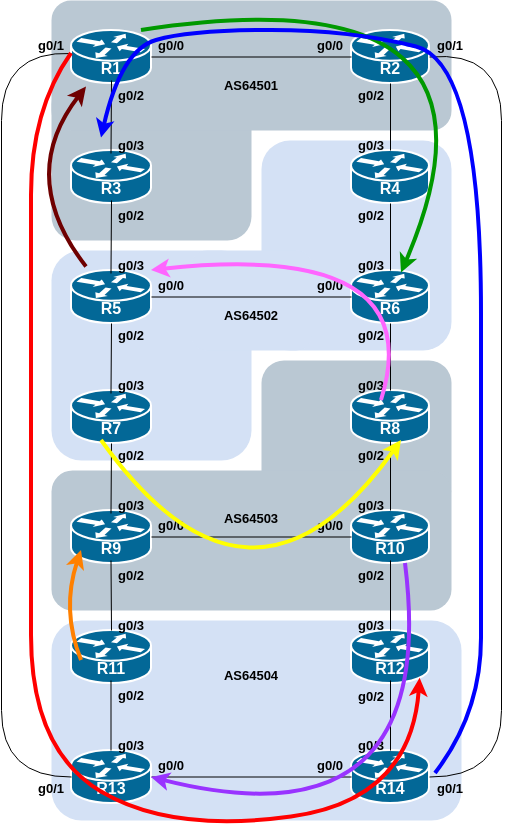 g0/1 g0/0 g0/0 g0/1
R1 R2
g0/2 AS64501 g0/2
g0/3 g0/3
R3 R4
g0/2 g0/2
g0/3 g0/3
R5 g0/0 g0/0 R6
g0/2 AS64502 g0/2
g0/3 g0/3
R7 R8
g0/2 g0/2
g0/3 g0/3
R9 g0/0 AS64503 g0/0 R10
g0/2 g0/2
g0/3 g0/3
R11 R12
g0/2 AS64504 g0/2
g0/3 g0/3
g0/0 g0/0
g0/1 R13 R14 g0/1